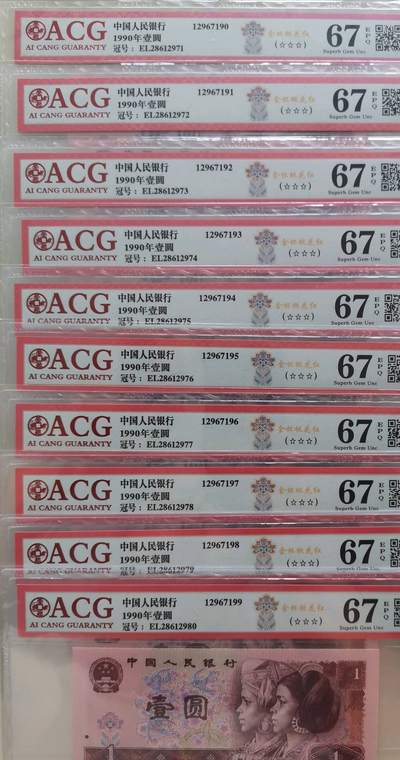 ACG
AI CANG GUARANTY
中国人民银行 12967190
1990年壹圆
冠号： EL28612971
(☆☆☆)
67 EPQ
Superb Gem Unc
ACG
AI CANG GUARANTY
中国人民银行 12967191
1990年壹圆
冠号： EL28612972
(☆☆☆)
67 EPQ
Superb Gem Unc
ACG
AI CANG GUARANTY
中国人民银行 12967192
1990年壹圆
冠号： EL28612973
(☆☆☆)
67 EPQ
Superb Gem Unc
ACG
AI CANG GUARANTY
中国人民银行 12967193
1990年壹圆
冠号： EL28612974
(☆☆☆)
67 EPQ
Superb Gem Unc
ACG
AI CANG GUARANTY
中国人民银行 12967194
1990年壹圆
冠号： EL28612975
(☆☆☆)
67 EPQ
Superb Gem Unc
ACG
AI CANG GUARANTY
中国人民银行 12967195
1990年壹圆
冠号： EL28612976
(☆☆☆)
67 EPQ
Superb Gem Unc
ACG
AI CANG GUARANTY
中国人民银行 12967196
1990年壹圆
冠号： EL28612977
(☆☆☆)
67 EPQ
Superb Gem Unc
ACG
AI CANG GUARANTY
中国人民银行 12967197
1990年壹圆
冠号： EL28612978
(☆☆☆)
67 EPQ
Superb Gem Unc
ACG
AI CANG GUARANTY
中国人民银行 12967198
1990年壹圆
冠号： EL28612979
(☆☆☆)
67 EPQ
Superb Gem Unc
ACG
AI CANG GUARANTY
中国人民银行 12967199
1990年壹圆
冠号： EL28612980
(☆☆☆)
67 EPQ
Superb Gem Unc
中国人民银行
壹圆
1
1
1